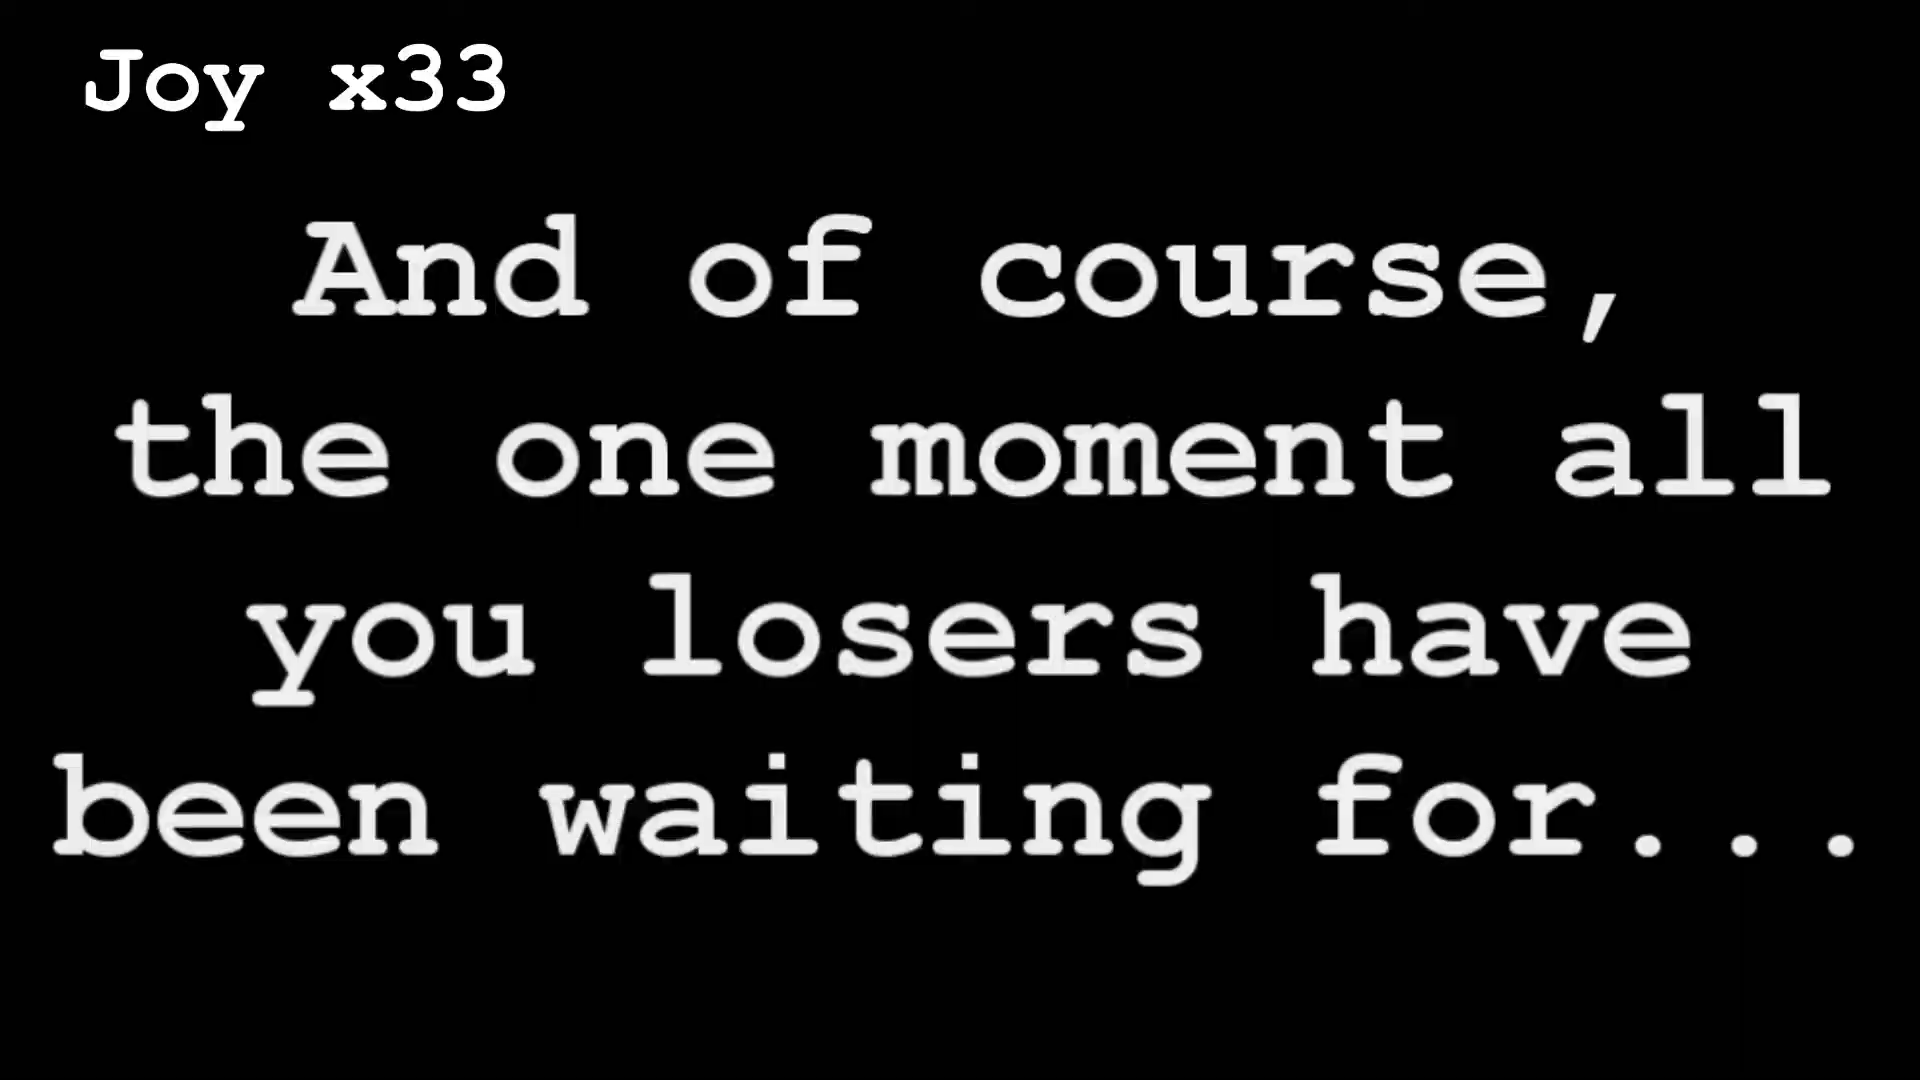 Joy x33
And of course,
the one moment all
you losers have
been waiting for...